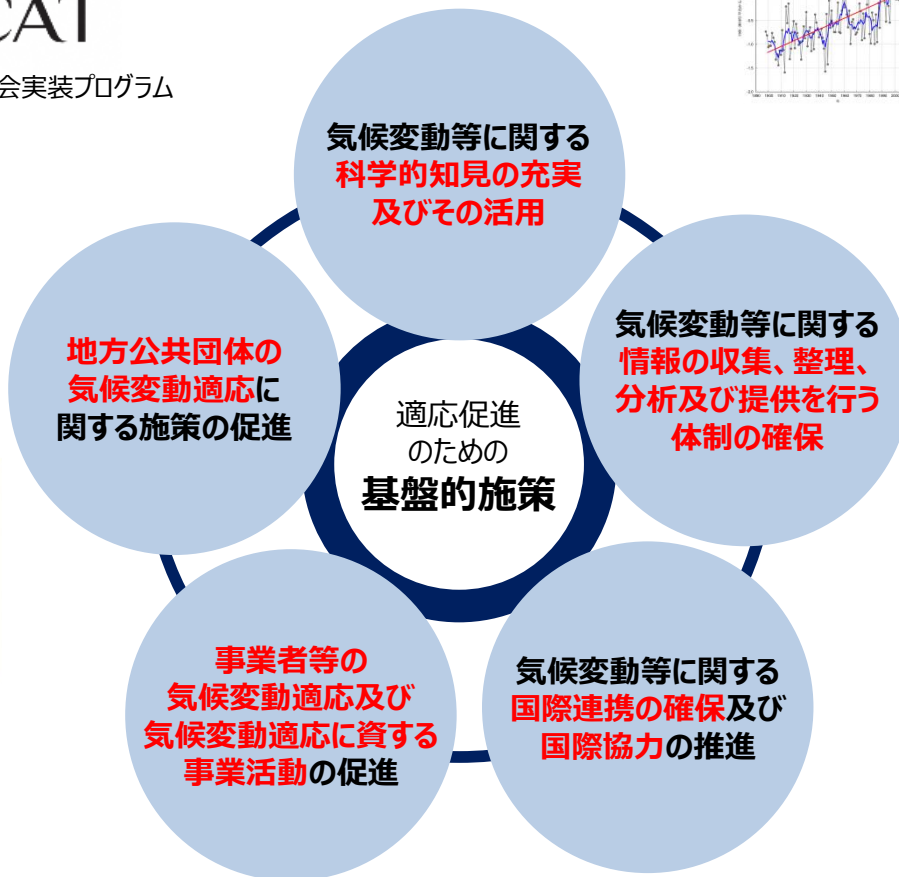 CAT
会実装プログラム
気候変動等に関する
科学的知見の充実
及びその活用
地方公共団体の
気候変動適応に
関する施策の促進
気候変動等に関する
情報の収集、整理、
分析及び提供を行う
体制の確保
適応促進
のための
基盤的施策
事業者等の
気候変動適応及び
気候変動適応に資する
事業活動の促進
気候変動等に関する
国際連携の確保及び
国際協力の推進